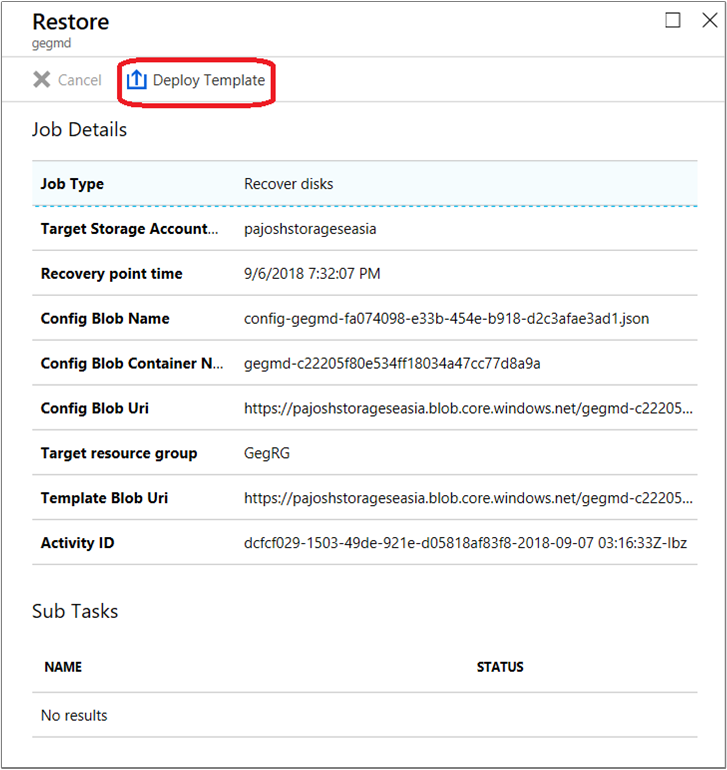 Restore
gegmd
Cancel Deploy Template
Job Details
Job Type Recover disks
Target Storage Account... pajoshstorageseasia
Recovery point time 9/6/2018 7:32:07 PM
Config Blob Name config-gegmd-fa074098-e33b-454e-b918-d2c3afae3ad1.json
Config Blob Container N... gegmd-c22205f80e534ff18034a47cc77d8a9a
Config Blob Uri https://pajoshstorageseasia.blob.core.windows.net/gegmd-c22205...
Target resource group GegRG
Template Blob Uri https://pajoshstorageseasia.blob.core.windows.net/gegmd-c22205...
Activity ID dcfcf029-1503-49de-921e-d05818af83f8-2018-09-07 03:16:33Z-Ibz
Sub Tasks
NAME STATUS
No results